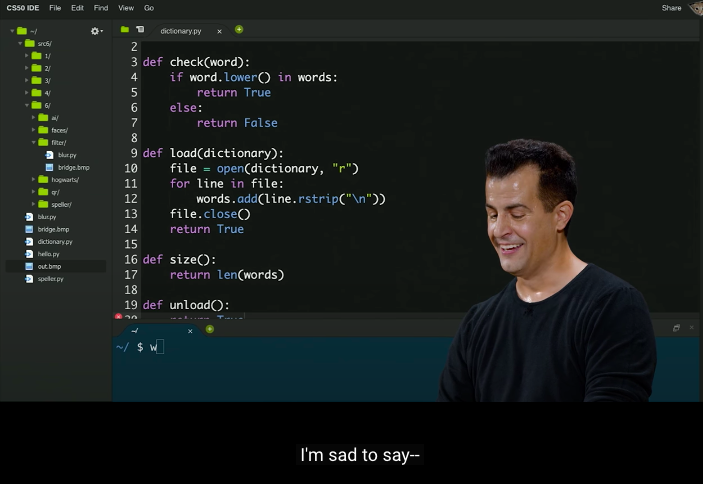 CS50 IDE File Edit Find View Go Share
~/
src6/
1/
2/
3/
4/
6/
ai/
faces/
filter/
blur.py
bridge.bmp
hogwarts/
qr/
speller/
blur.py
bridge.bmp
dictionary.py
hello.py
out.bmp
speller.py
dictionary.py ×
2
3 def check(word):
4 if word.lower() in words:
5 return True
6 else:
7 return False
8
9 def load(dictionary):
10 file = open(dictionary, "r")
11 for line in file:
12 words.add(line.rstrip("\n"))
13 file.close()
14 return True
15
16 def size():
17 return len(words)
18
19 def unload():
20 return True
~/ ×
~/ $ w
I'm sad to say--